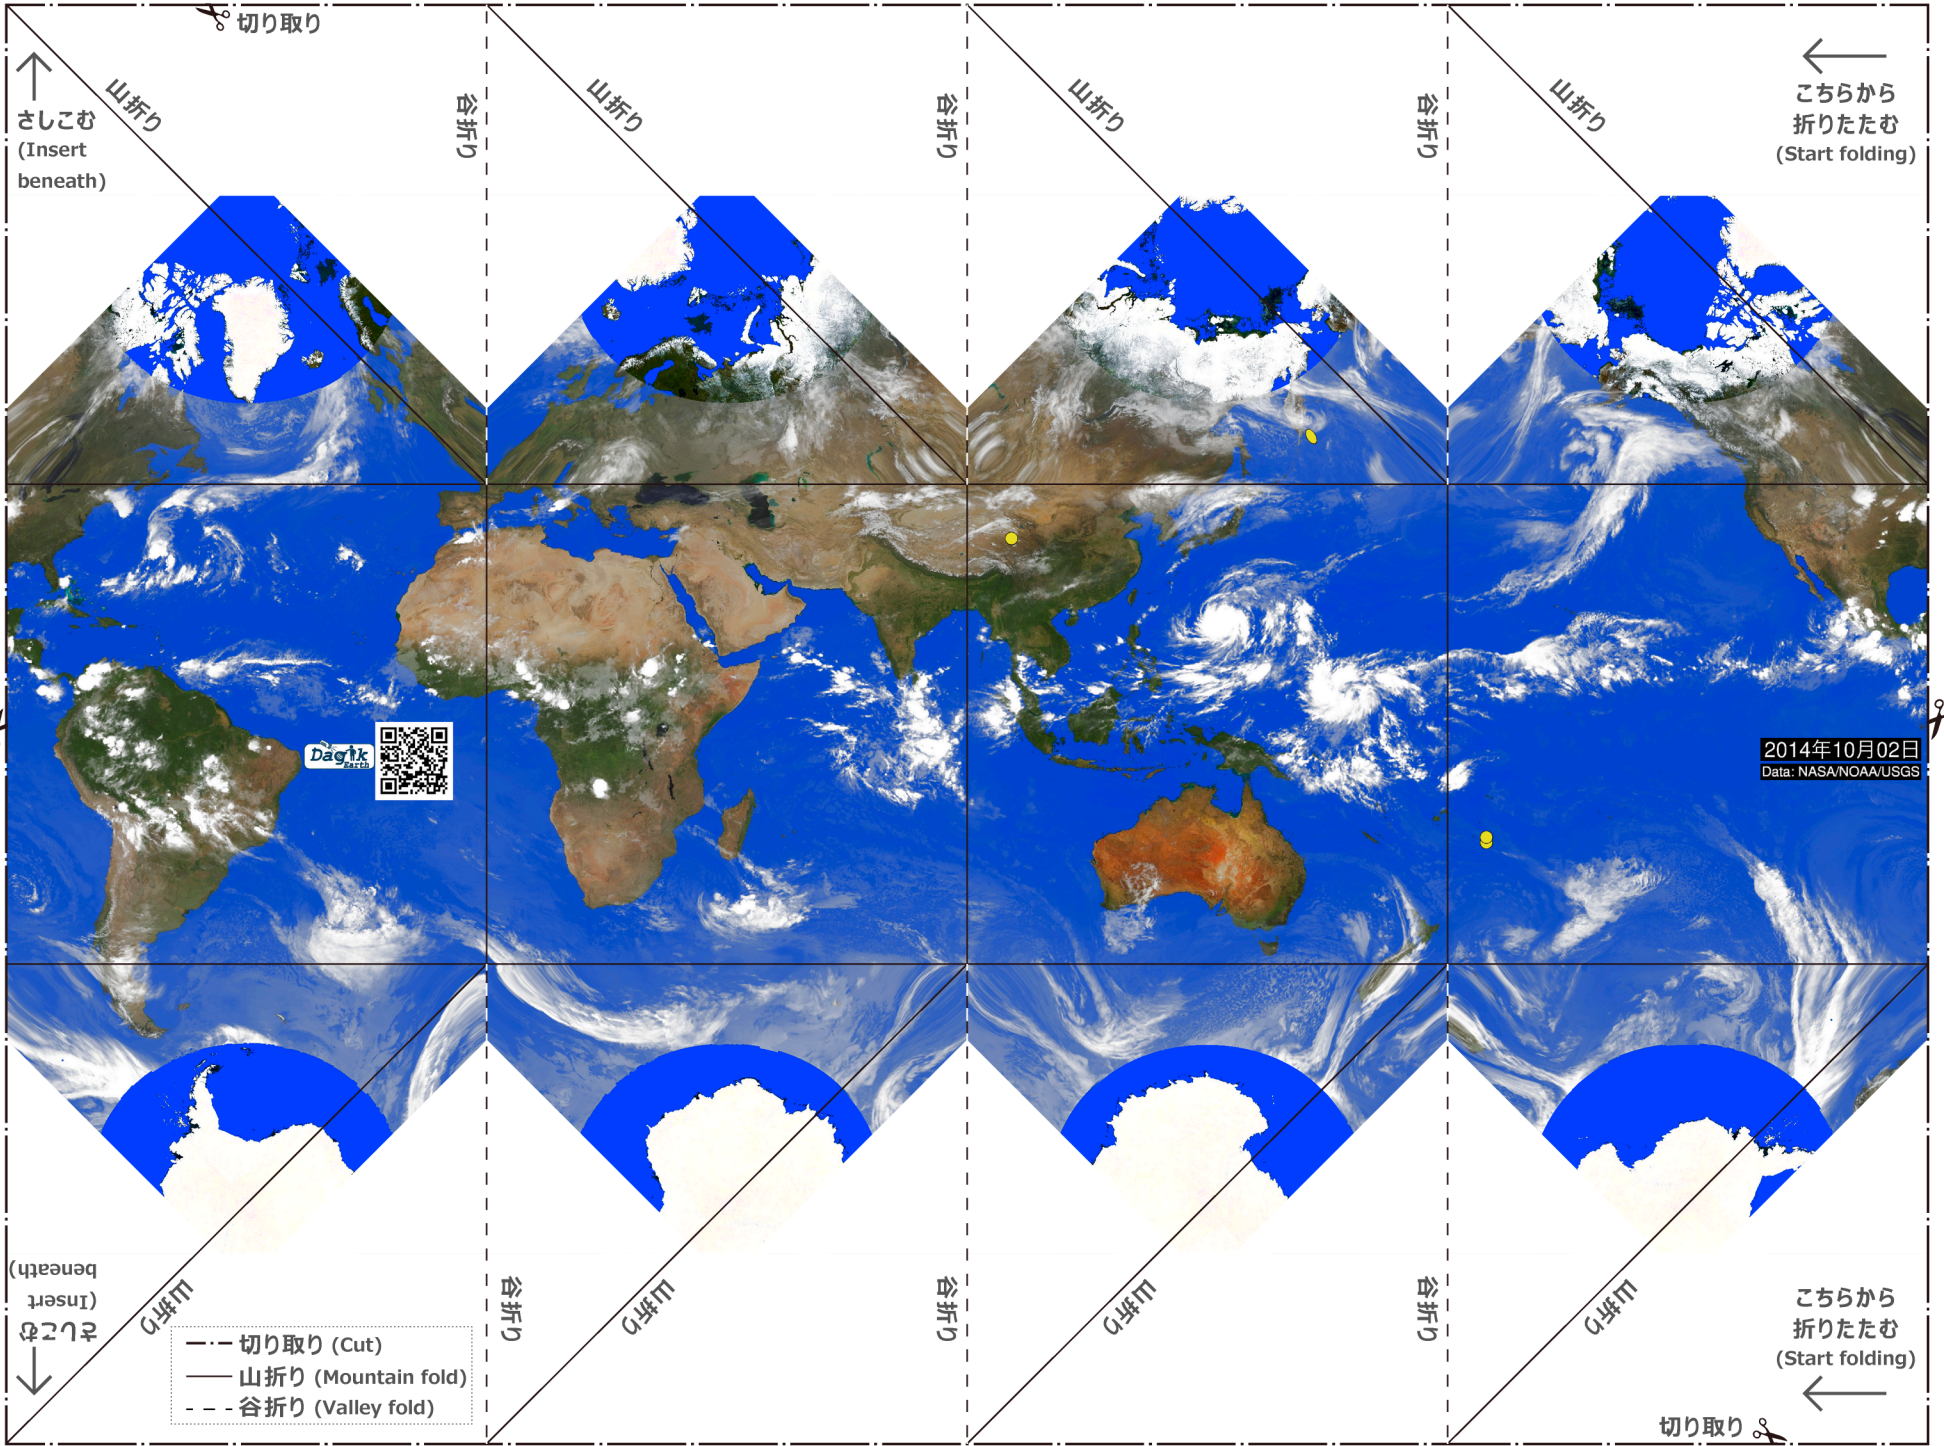 切り取り
山折り
谷折り
山折り
谷折り
山折り
谷折り
山折り
さしこむ
(Insert
beneath)
こちらから
折りたたむ
(Start folding)
Dagik
Earth
2014年10月02日
Data: NASA/NOAA/USGS
さしこむ
(Insert
beneath)
山折り
谷折り
山折り
谷折り
山折り
谷折り
山折り
こちらから
折りたたむ
(Start folding)
切り取り (Cut)
山折り (Mountain fold)
谷折り (Valley fold)
切り取り